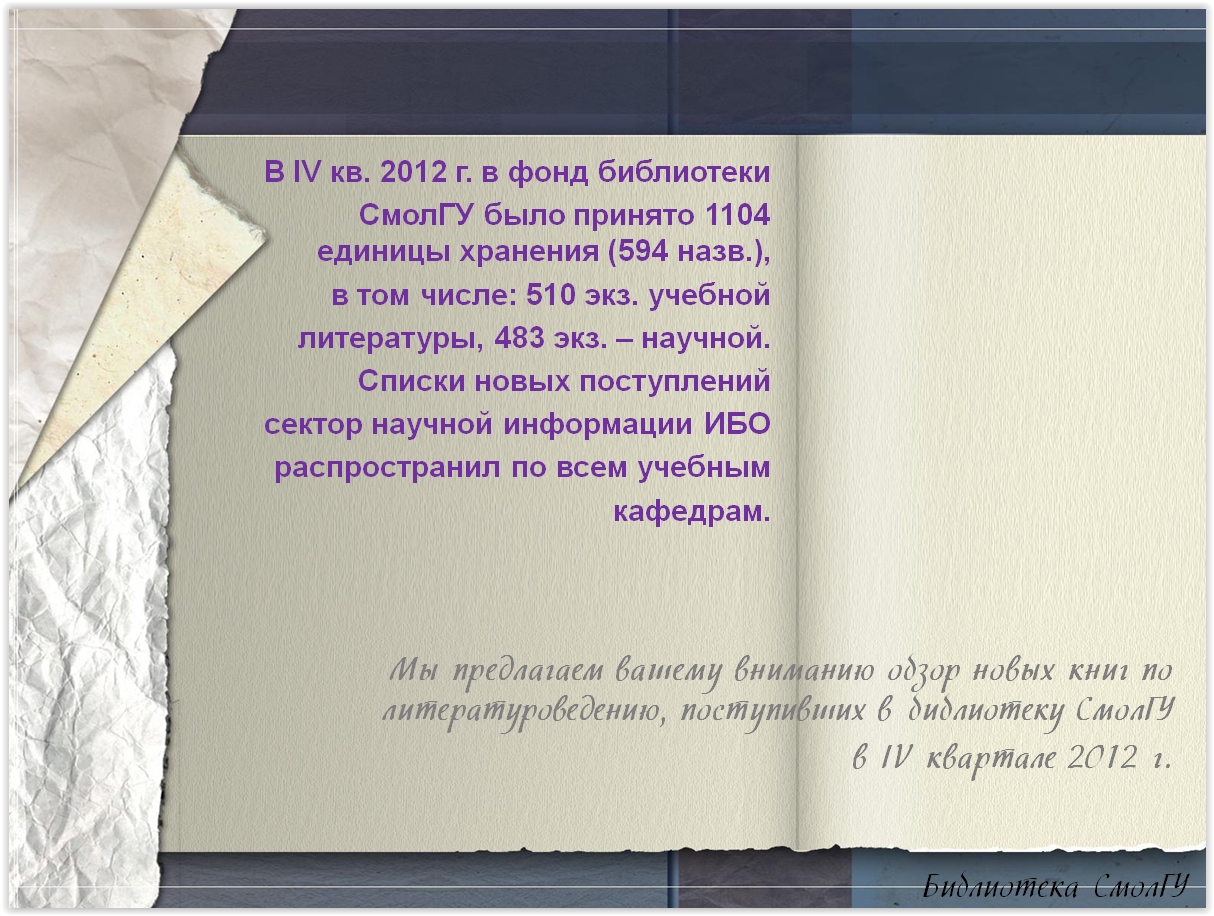 В IV кв. 2012 г. в фонд библиотеки
СмолГУ было принято 1104
единицы хранения (594 назв.),
в том числе: 510 экз. учебной
литературы, 483 экз. – научной.
Списки новых поступлений
сектор научной информации ИБО
распространил по всем учебным
кафедрам.
Мы предлагаем вашему вниманию обзор новых книг по
литературоведению, поступивших в библиотеку СмолГУ
в IV квартале 2012 г.
Библиотека СмолГУ